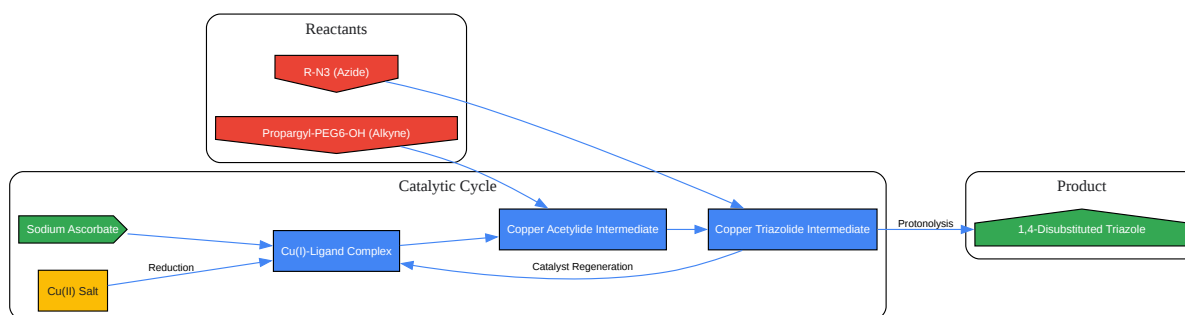 Reactants
R-N3 (Azide)
Propargyl-PEG6-OH (Alkyne)
Catalytic Cycle
Product
Sodium Ascorbate
Copper Acetylide Intermediate
Copper Triazolide Intermediate
Protonolysis
1,4-Disubstituted Triazole
Cu(I)-Ligand Complex
Reduction
Catalyst Regeneration
Cu(II) Salt